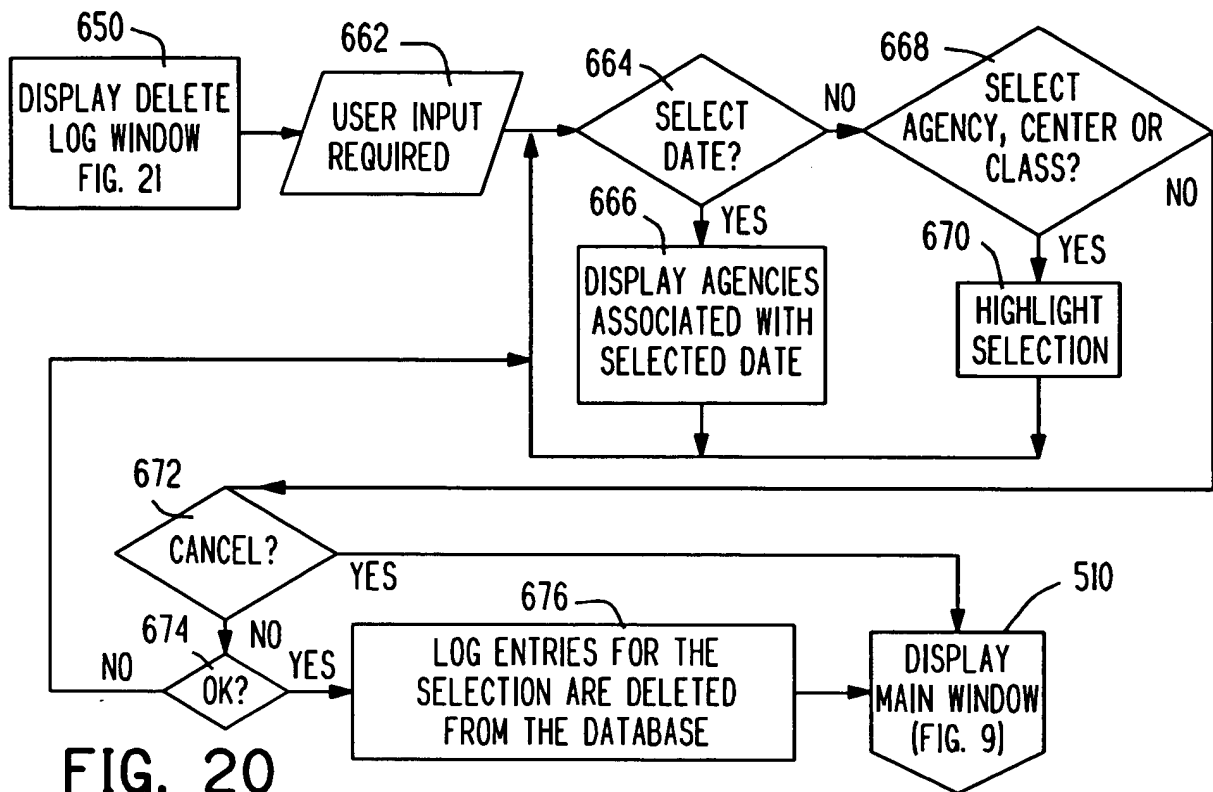 650
DISPLAY DELETE
LOG WINDOW
FIG. 21
662
USER INPUT
REQUIRED
664
SELECT
DATE?
NO
YES
666
DISPLAY AGENCIES
ASSOCIATED WITH
SELECTED DATE
668
SELECT
AGENCY, CENTER OR
CLASS?
NO
YES
670
HIGHLIGHT
SELECTION
672
CANCEL?
YES
NO
674
OK?
NO
YES
676
LOG ENTRIES FOR THE
SELECTION ARE DELETED
FROM THE DATABASE
510
DISPLAY
MAIN WINDOW
(FIG. 9)
FIG. 20